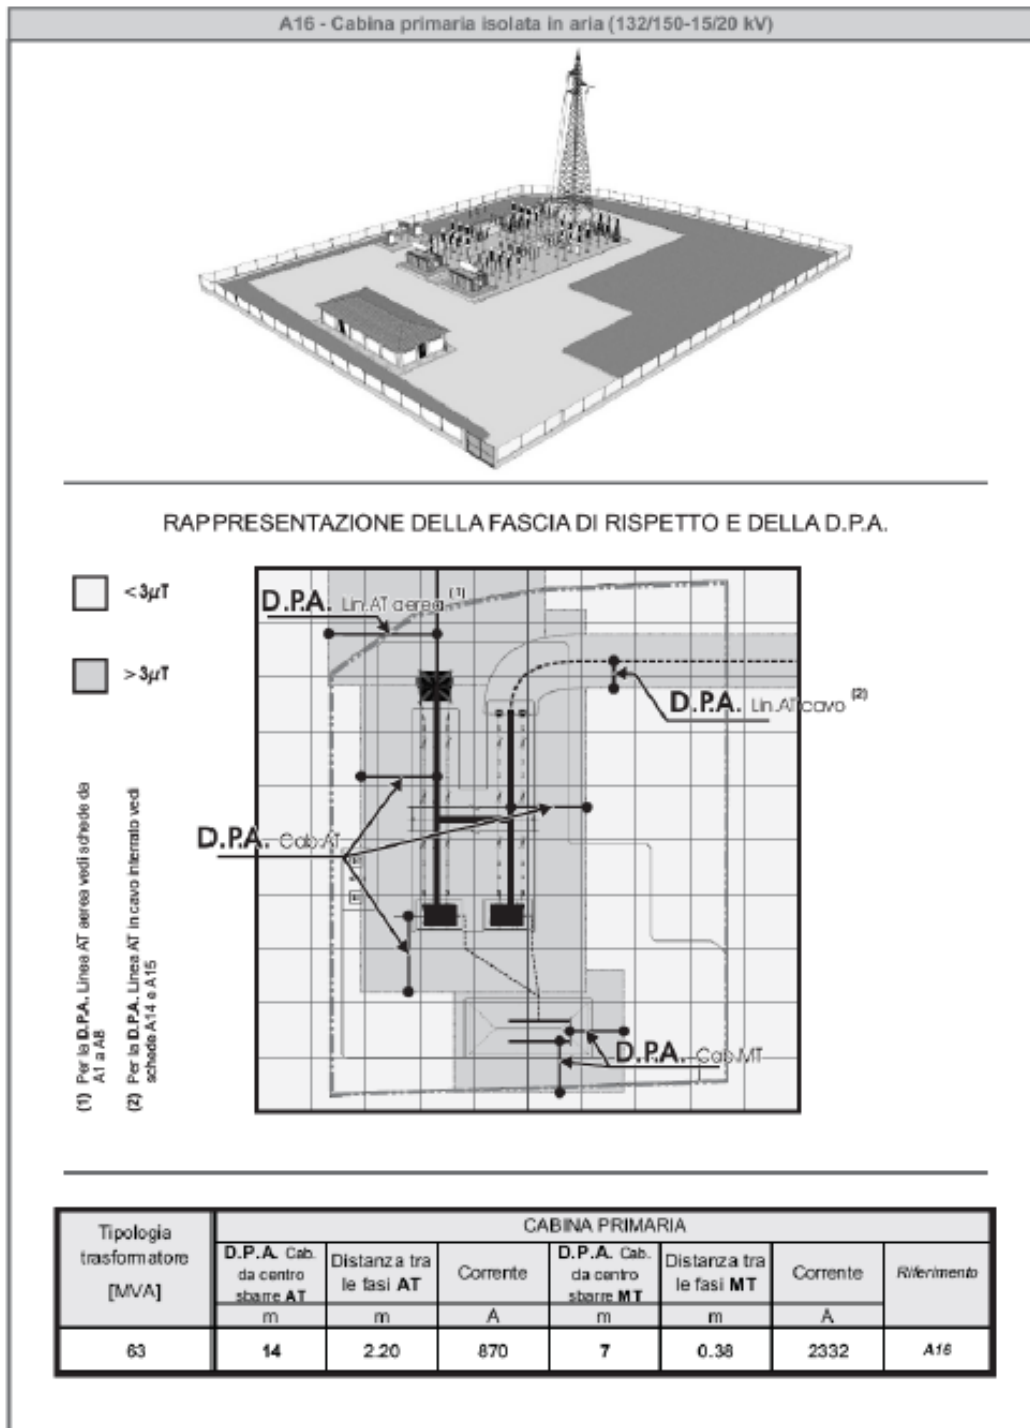 A16 - Cabina primaria isolata in aria (132/150-15/20 kV)
RAPPRESENTAZIONE DELLA FASCIA DI RISPETTO E DELLA D.P.A.
<3μT
>3μT
D.P.A. Lin.AT aerea (1)
D.P.A. Lin.AT cavo (2)
D.P.A. Cab.AT
D.P.A. Cab.MT
(1) Per la D.P.A. Linea AT aerea vedi schede da
A1 a A8
(2) Per la D.P.A. Linea AT in cavo interrato vedi
schede A14 e A15
Tipologia
trasformatore
[MVA]
CABINA PRIMARIA
D.P.A. Cab.
da centro
sbarre AT
Distanza tra
le fasi AT
Corrente
D.P.A. Cab.
da centro
sbarre MT
Distanza tra
le fasi MT
Corrente
Riferimento
m m A m m A
63 14 2.20 870 7 0.38 2332 A16